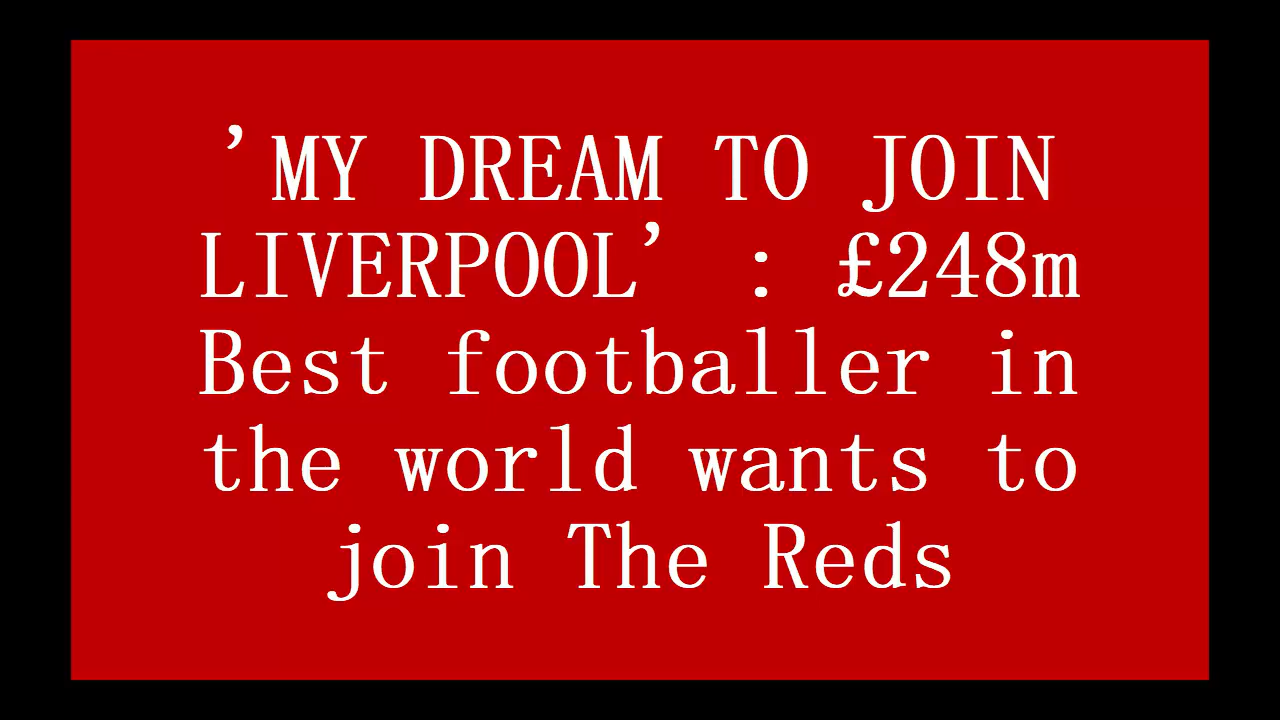 ’MY DREAM TO JOIN
LIVERPOOL’ : £248m
Best footballer in
the world wants to
join The Reds